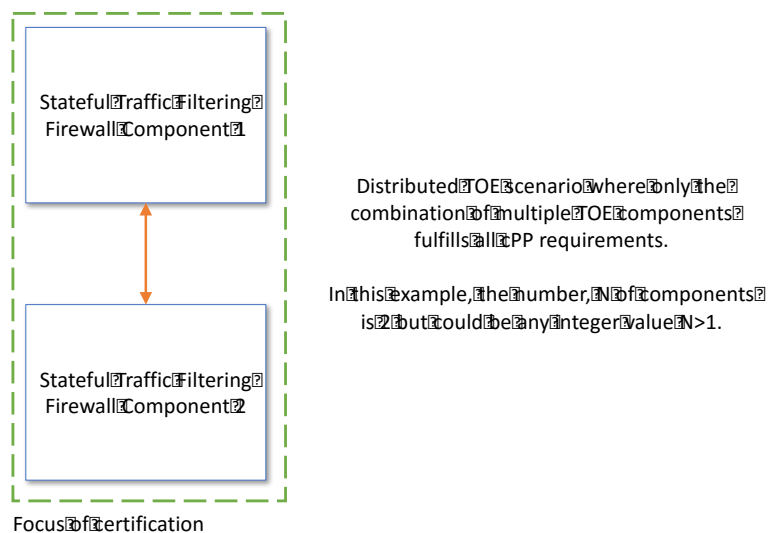 Stateful Traffic Filtering
Firewall Component 1
Distributed TOE scenario where only the
combination of multiple TOE components
fulfills all cPP requirements.
In this example, the number, N of components
is 2 but could be any integer value N>1.
Stateful Traffic Filtering
Firewall Component 2
Focus of certification